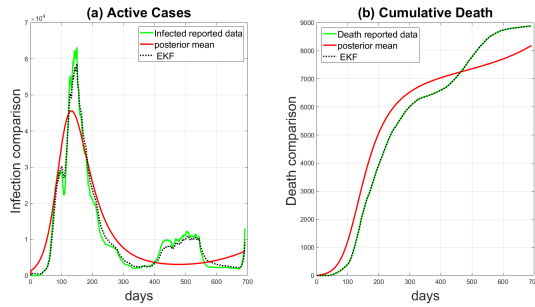 (a) Active Cases
7 ×10⁴
6
5
4
3
2
1
0
Infection comparison
Infected reported data
posterior mean
EKF
0 100 200 300 400 500 600 700
days
(b) Cumulative Death
9000
8000
7000
6000
5000
4000
3000
2000
1000
0
Death comparison
Death reported data
posterior mean
EKF
0 100 200 300 400 500 600 700
days